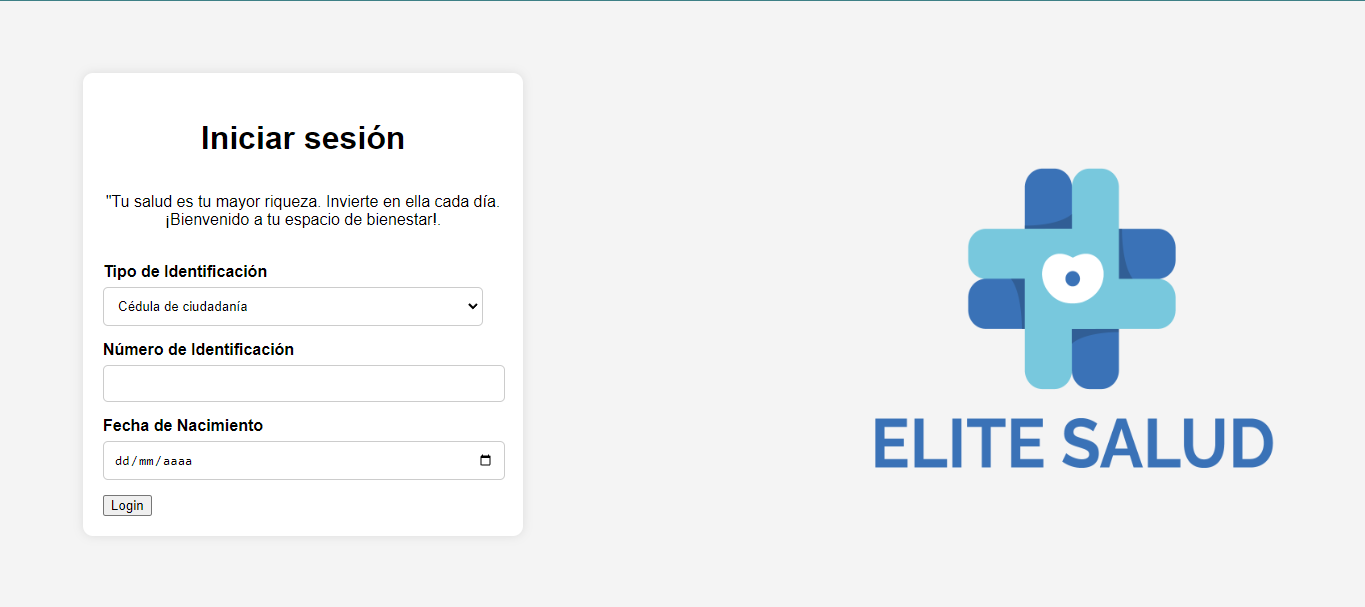 Iniciar sesión
"Tu salud es tu mayor riqueza. Invierte en ella cada día.
¡Bienvenido a tu espacio de bienestar!.
Tipo de Identificación
Cédula de ciudadanía
Número de Identificación
Fecha de Nacimiento
dd/mm/aaaa
Login
ELITE SALUD